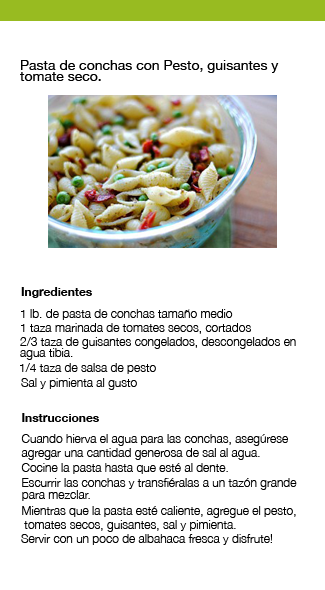 Pasta de conchas con Pesto, guisantes y
tomate seco.
Ingredientes
1 lb. de pasta de conchas tamaño medio
1 taza marinada de tomates secos, cortados
2/3 taza de guisantes congelados, descongelados en
agua tibia.
1/4 taza de salsa de pesto
Sal y pimienta al gusto
Instrucciones
Cuando hierva el agua para las conchas, asegúrese
agregar una cantidad generosa de sal al agua.
Cocine la pasta hasta que esté al dente.
Escurrir las conchas y transfiéralas a un tazón grande
para mezclar.
Mientras que la pasta esté caliente, agregue el pesto,
tomates secos, guisantes, sal y pimienta.
Servir con un poco de albahaca fresca y disfrute!